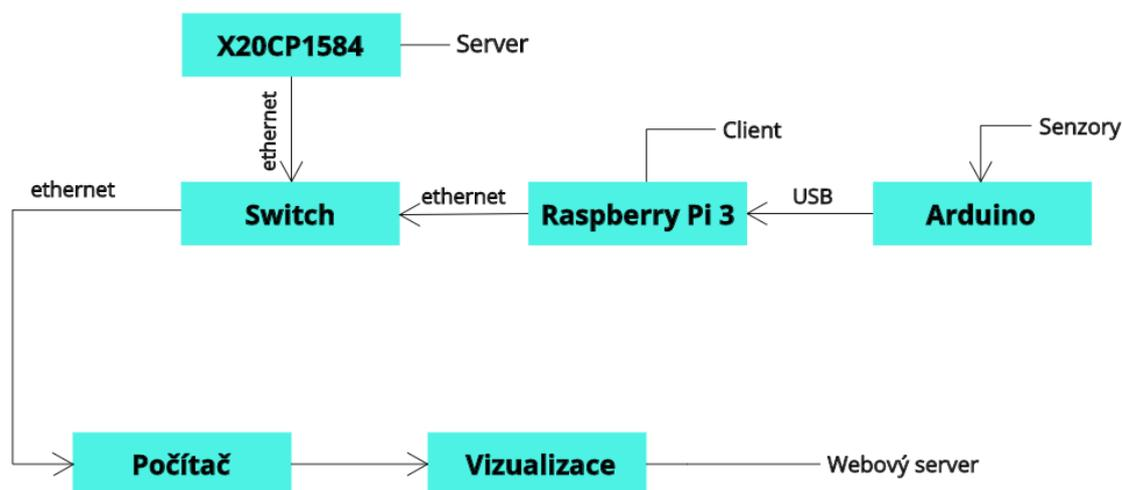 X20CP1584
Server
ethernet
Client
Senzory
ethernet
ethernet
USB
Switch
Raspberry Pi 3
Arduino
Počítač
Vizualizace
Webový server